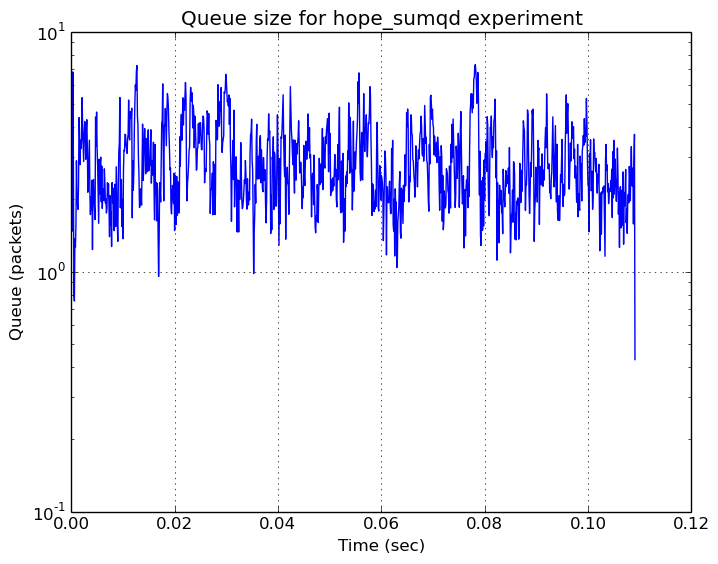 Queue size for hope_sumqd experiment
10^1
10^0
10^-1
Queue (packets)
0.00 0.02 0.04 0.06 0.08 0.10 0.12
Time (sec)